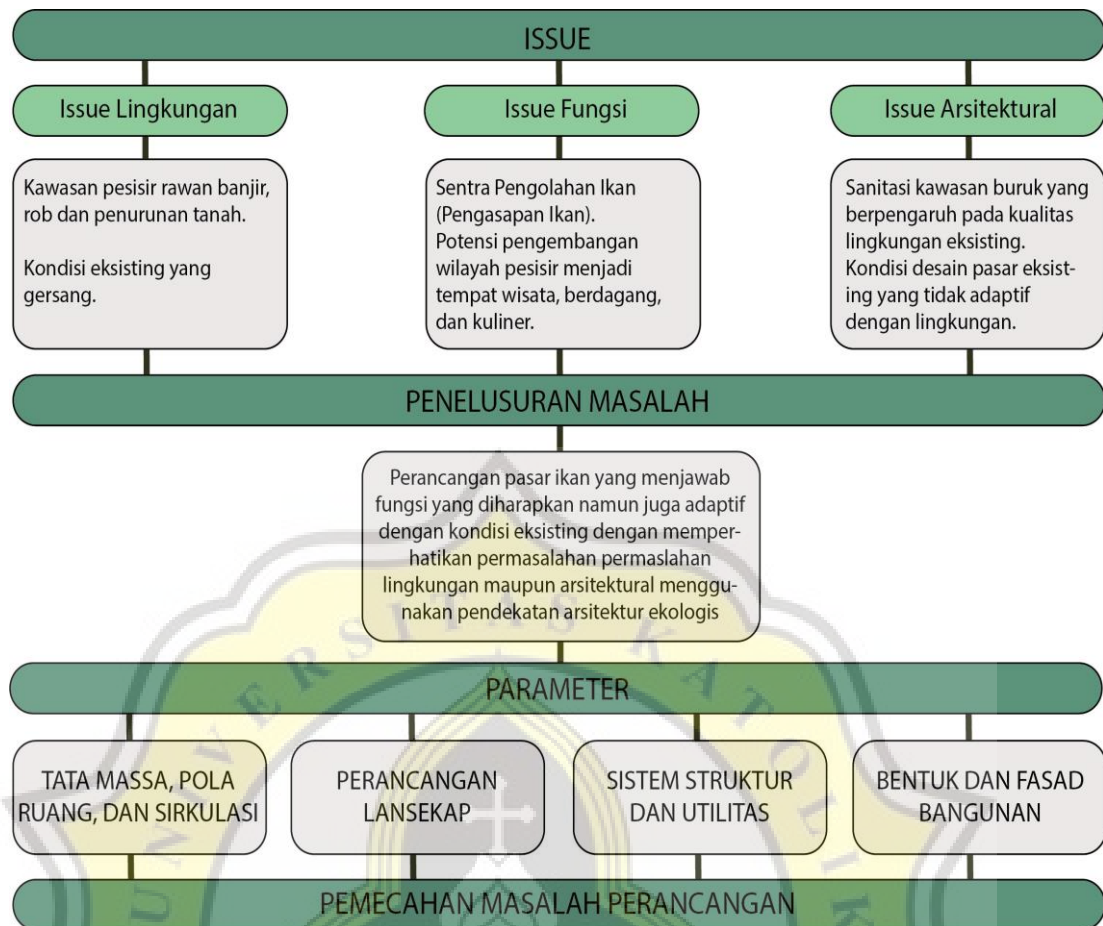 ISSUE
Issue Lingkungan
Issue Fungsi
Issue Arsitektural
Kawasan pesisir rawan banjir,
rob dan penurunan tanah.
Kondisi eksisting yang
gersang.
Sentra Pengolahan Ikan
(Pengasapan Ikan).
Potensi pengembangan
wilayah pesisir menjadi
tempat wisata, berdagang,
dan kuliner.
Sanitasi kawasan buruk yang
berpengaruh pada kualitas
lingkungan eksisting.
Kondisi desain pasar eksist-
ing yang tidak adaptif
dengan lingkungan.
PENELUSURAN MASALAH
Perancangan pasar ikan yang menjawab
fungsi yang diharapkan namun juga adaptif
dengan kondisi eksisting dengan memper-
hatikan permasalahan permaslahan
lingkungan maupun arsitektural menggu-
nakan pendekatan arsitektur ekologis
PARAMETER
TATA MASSA, POLA
RUANG, DAN SIRKULASI
PERANCANGAN
LANSEKAP
SISTEM STRUKTUR
DAN UTILITAS
BENTUK DAN FASAD
BANGUNAN
PEMECAHAN MASALAH PERANCANGAN
UNIVERSITAS KATOLIK